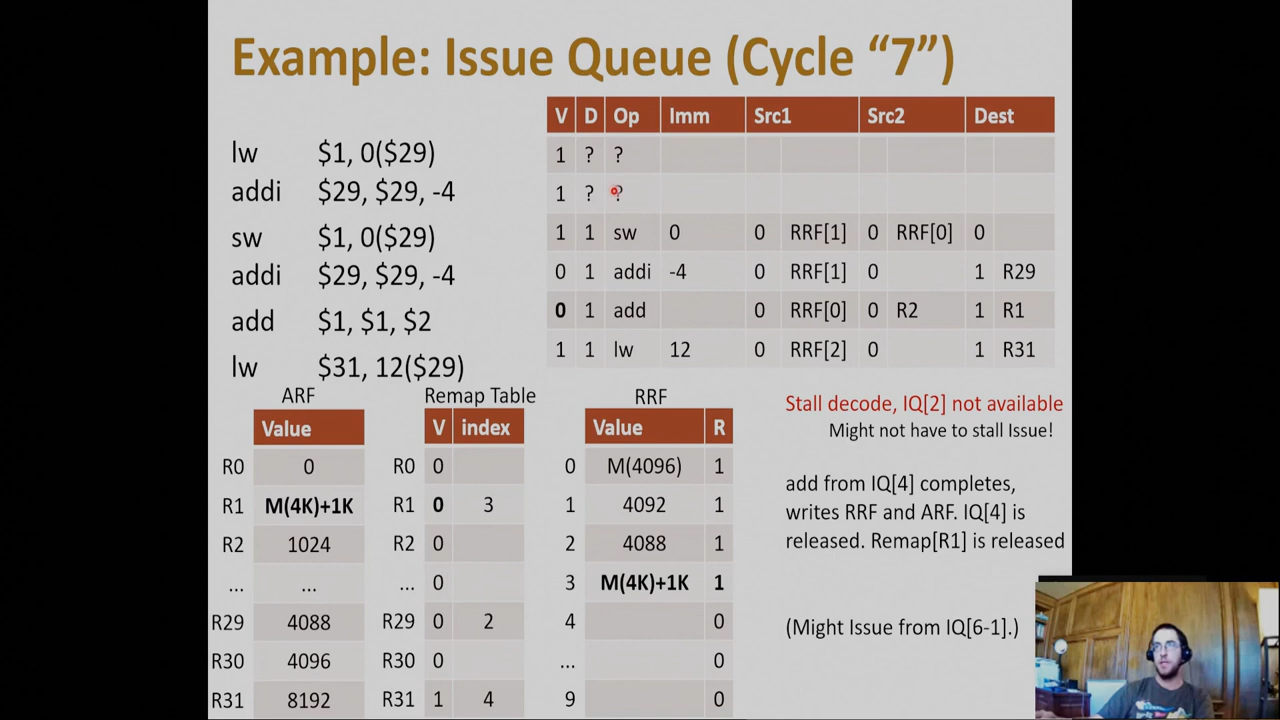 Example: Issue Queue (Cycle “7”)
lw $1, 0($29)
addi $29, $29, -4
sw $1, 0($29)
addi $29, $29, -4
add $1, $1, $2
lw $31, 12($29)
V D Op Imm Src1 Src2 Dest
1 ? ?
1 ? ?
1 1 sw 0 0 RRF[1] 0 RRF[0] 0
0 1 addi -4 0 RRF[1] 0 1 R29
0 1 add 0 RRF[0] 0 R2 1 R1
1 1 lw 12 0 RRF[2] 0 1 R31
ARF
Value
R0 0
R1 M(4K)+1K
R2 1024
... ...
R29 4088
R30 4096
R31 8192
Remap Table
V index
R0 0
R1 0 3
R2 0
... 0
R29 0 2
R30 0
R31 1 4
RRF
Value R
0 M(4096) 1
1 4092 1
2 4088 1
3 M(4K)+1K 1
4 0
... 0
9 0
Stall decode, IQ[2] not available
Might not have to stall Issue!
add from IQ[4] completes,
writes RRF and ARF. IQ[4] is
released. Remap[R1] is released
(Might Issue from IQ[6-1].)